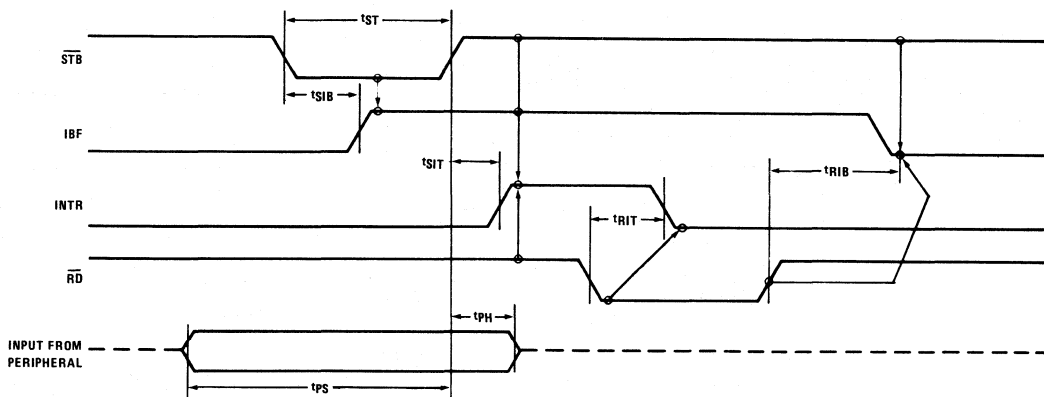 tST
STB
tSIB
IBF
tSIT
tRIB
INTR
tRIT
RD
tPH
INPUT FROM
PERIPHERAL
tPS